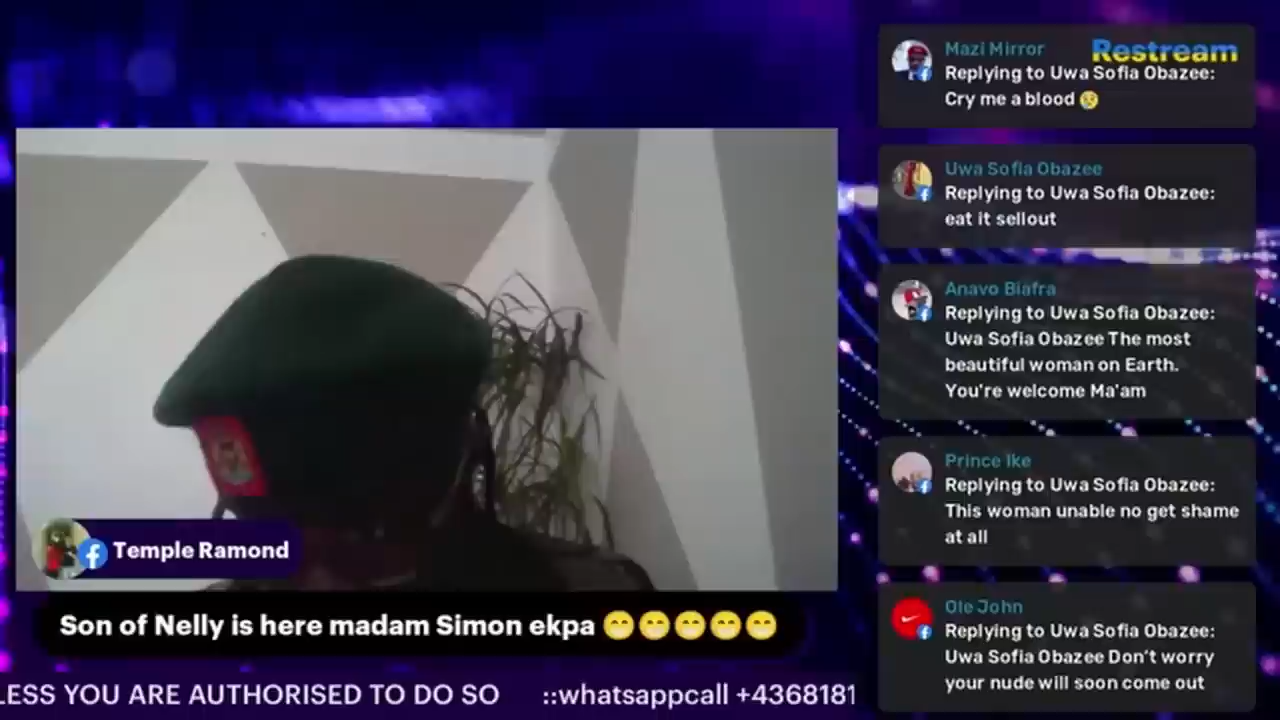 Temple Ramond
Son of Nelly is here madam Simon ekpa 😁😁😁😁😁
LESS YOU ARE AUTHORISED TO DO SO ::whatsappcall +4368181
Restream
Mazi Mirror
Replying to Uwa Sofia Obazee:
Cry me a blood 😢
Uwa Sofia Obazee
Replying to Uwa Sofia Obazee:
eat it sellout
Anavo Biafra
Replying to Uwa Sofia Obazee:
Uwa Sofia Obazee The most
beautiful woman on Earth.
You're welcome Ma'am
Prince Ike
Replying to Uwa Sofia Obazee:
This woman unable no get shame
at all
Ole John
Replying to Uwa Sofia Obazee:
Uwa Sofia Obazee Don't worry
your nude will soon come out